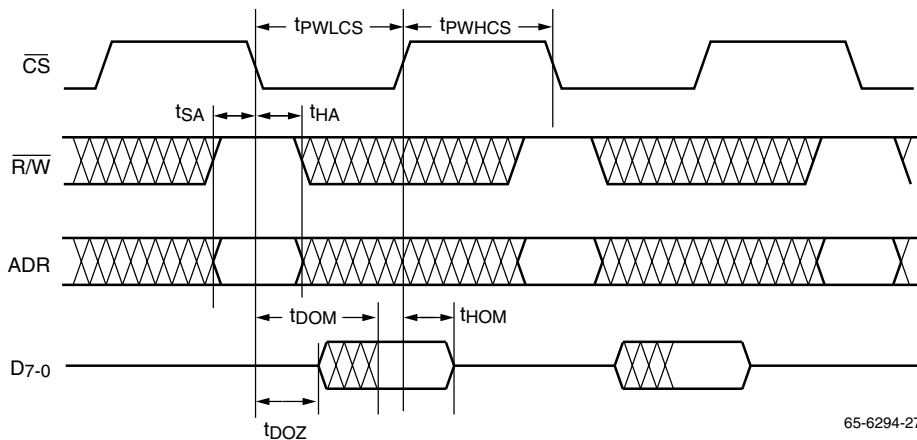 tPWLCS tPWHCS
CS
tSA tHA
R/W
ADR
tDOM tHOM
D7-0
tDOZ
65-6294-27